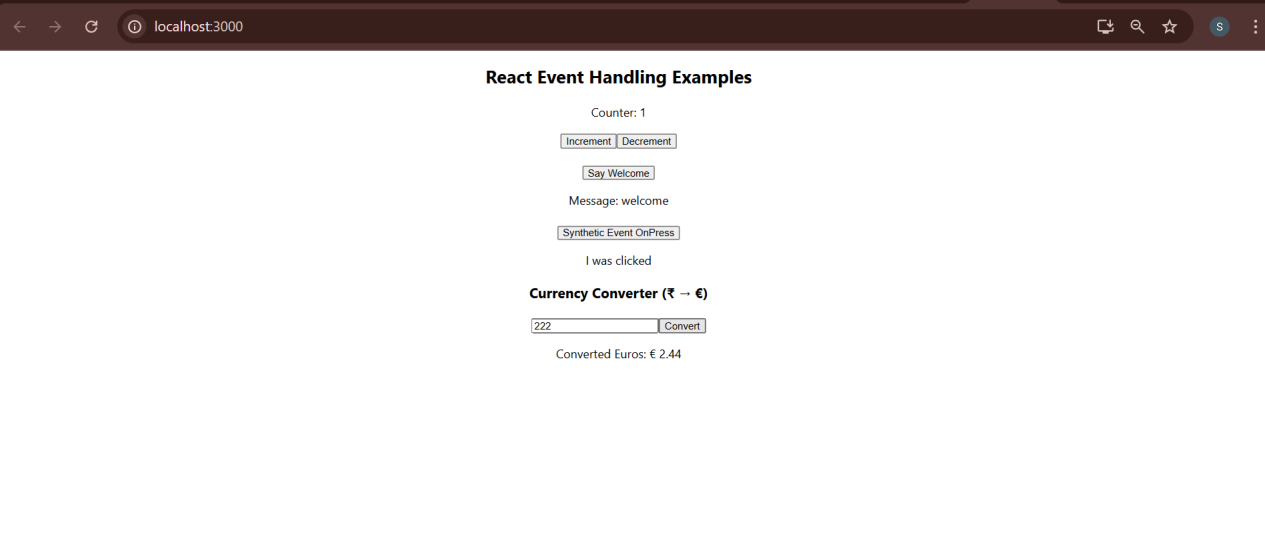 localhost:3000
S
React Event Handling Examples
Counter: 1
Increment Decrement
Say Welcome
Message: welcome
Synthetic Event OnPress
I was clicked
Currency Converter (₹ → €)
222 Convert
Converted Euros: € 2.44